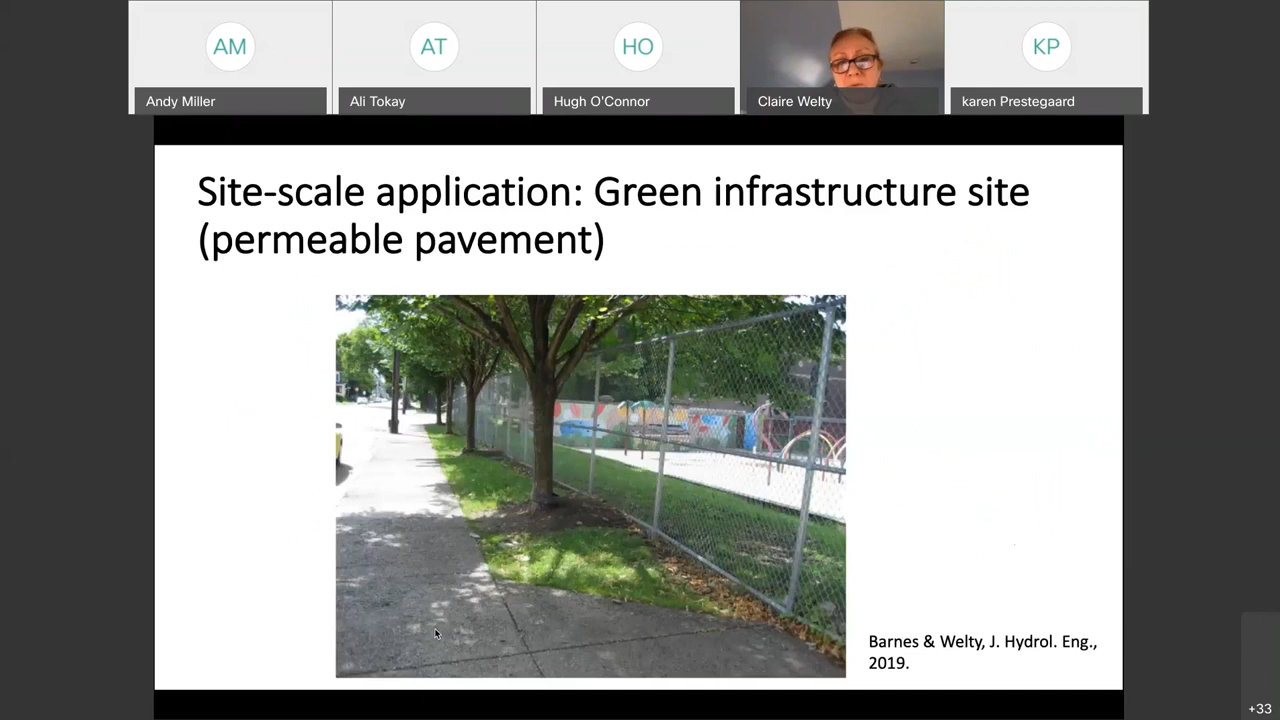 AM
AT
HO
KP
Andy Miller
Ali Tokay
Hugh O'Connor
Claire Welty
karen Prestegaard
Site-scale application: Green infrastructure site
(permeable pavement)
Barnes & Welty, J. Hydrol. Eng.,
2019.
+33